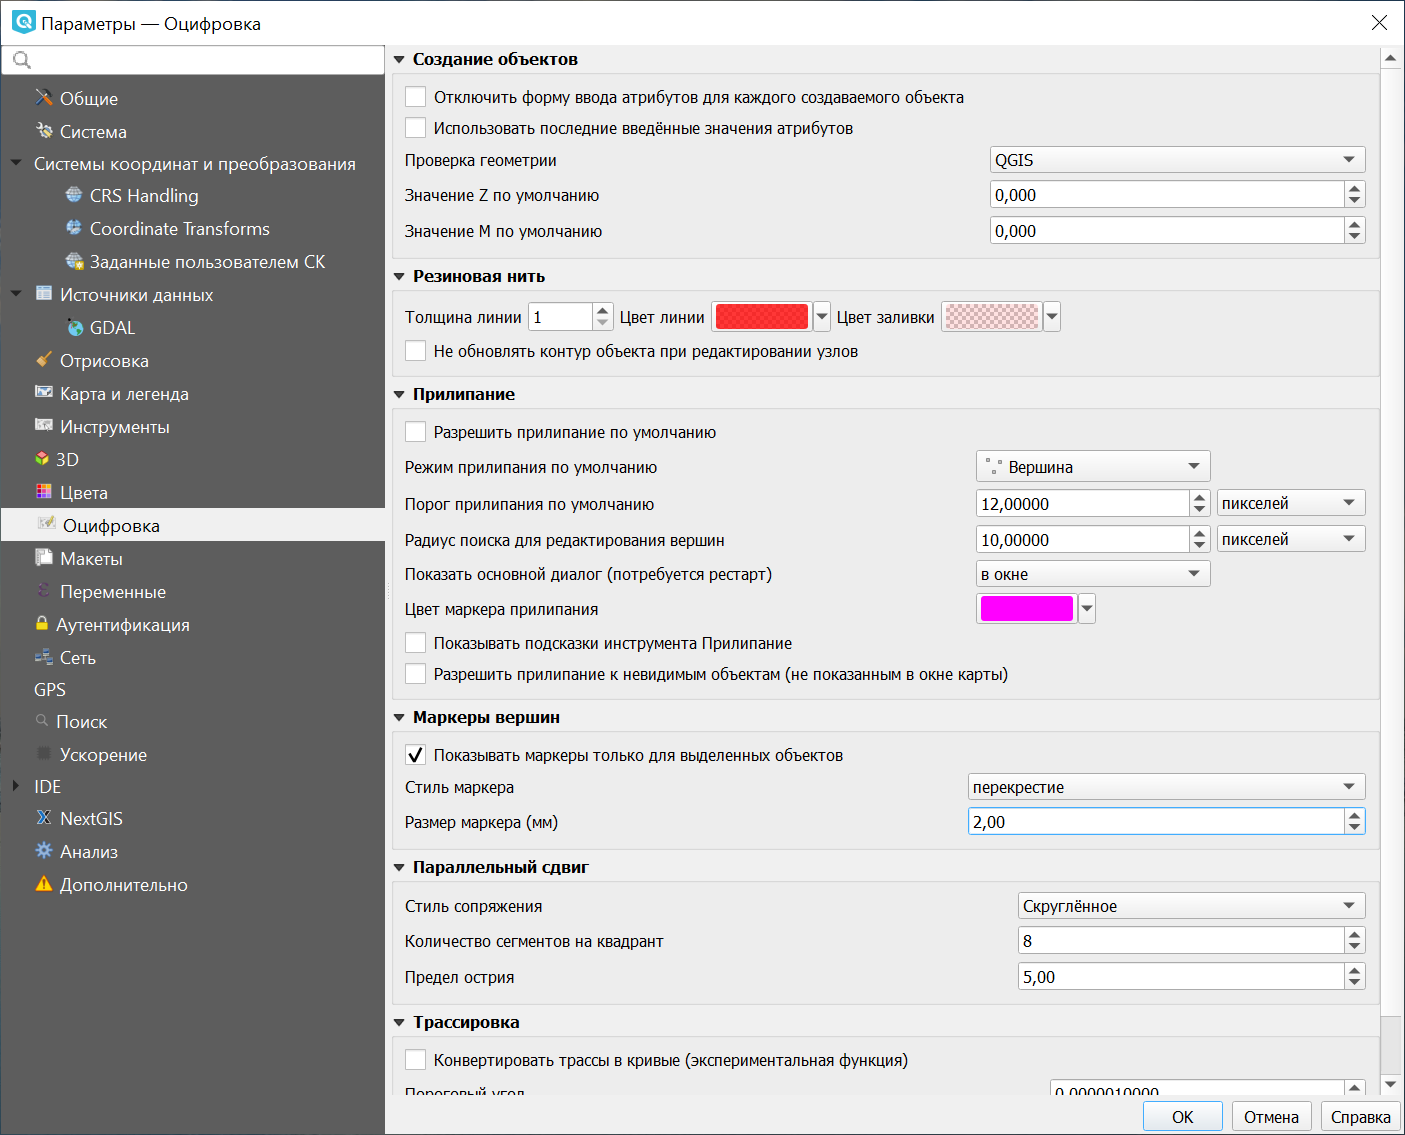 Параметры — Оцифровка
Общие
Система
Системы координат и преобразования
CRS Handling
Coordinate Transforms
Заданные пользователем СК
Источники данных
GDAL
Отрисовка
Карта и легенда
Инструменты
3D
Цвета
Оцифровка
Макеты
Переменные
Аутентификация
Сеть
GPS
Поиск
Ускорение
IDE
NextGIS
Анализ
Дополнительно
Создание объектов
Отключить форму ввода атрибутов для каждого создаваемого объекта
Использовать последние введённые значения атрибутов
Проверка геометрии QGIS
Значение Z по умолчанию 0,000
Значение M по умолчанию 0,000
Резиновая нить
Толщина линии 1 Цвет линии Цвет заливки
Не обновлять контур объекта при редактировании узлов
Прилипание
Разрешить прилипание по умолчанию
Режим прилипания по умолчанию Вершина
Порог прилипания по умолчанию 12,00000 пикселей
Радиус поиска для редактирования вершин 10,00000 пикселей
Показать основной диалог (потребуется рестарт) в окне
Цвет маркера прилипания
Показывать подсказки инструмента Прилипание
Разрешить прилипание к невидимым объектам (не показанным в окне карты)
Маркеры вершин
Показывать маркеры только для выделенных объектов
Стиль маркера перекрестие
Размер маркера (мм) 2,00
Параллельный сдвиг
Стиль сопряжения Скруглённое
Количество сегментов на квадрант 8
Предел острия 5,00
Трассировка
Конвертировать трассы в кривые (экспериментальная функция)
Пороговый угол 0,0000010000
OK Отмена Справка